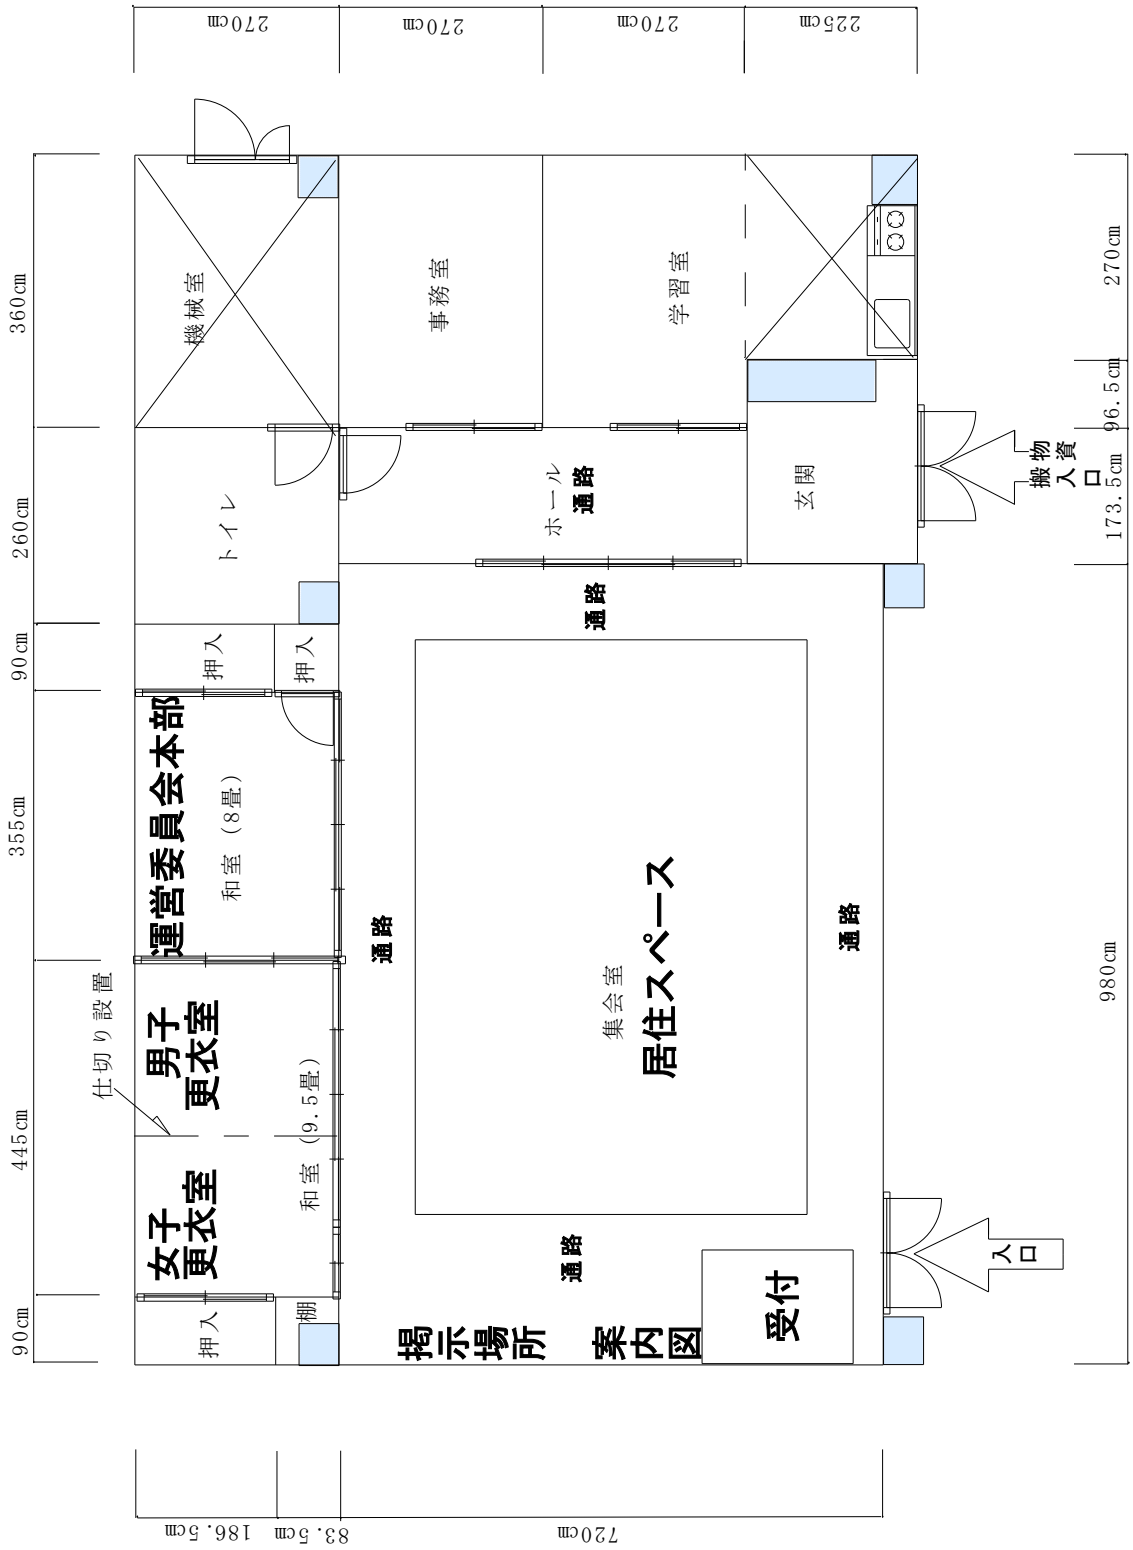 90cm
445cm
355cm
90cm
260cm
360cm
仕切り設置
押入
女子
更衣室
男子
更衣室
運営委員会本部
押入
トイレ
機械室
棚
和室（9.5畳）
和室（8畳）
押入
186.5cm
83.5cm
720cm
270cm
270cm
270cm
225cm
通路
掲示場所
案内図
通路
集会室
居住スペース
通路
通路
ホール
通路
事務室
学習室
玄関
受付
入口
物資
搬入口
980cm
173.5cm
96.5cm
270cm